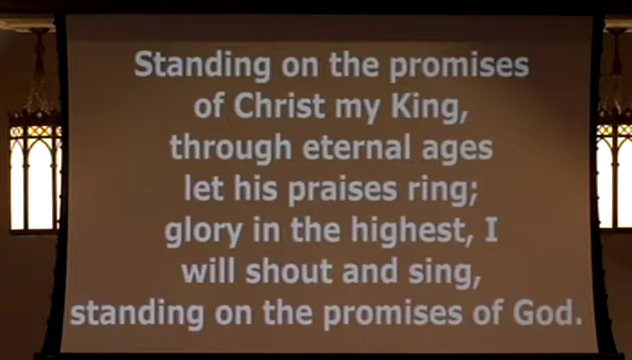 Standing on the promises
of Christ my King,
through eternal ages
let his praises ring;
glory in the highest, I
will shout and sing,
standing on the promises of God.